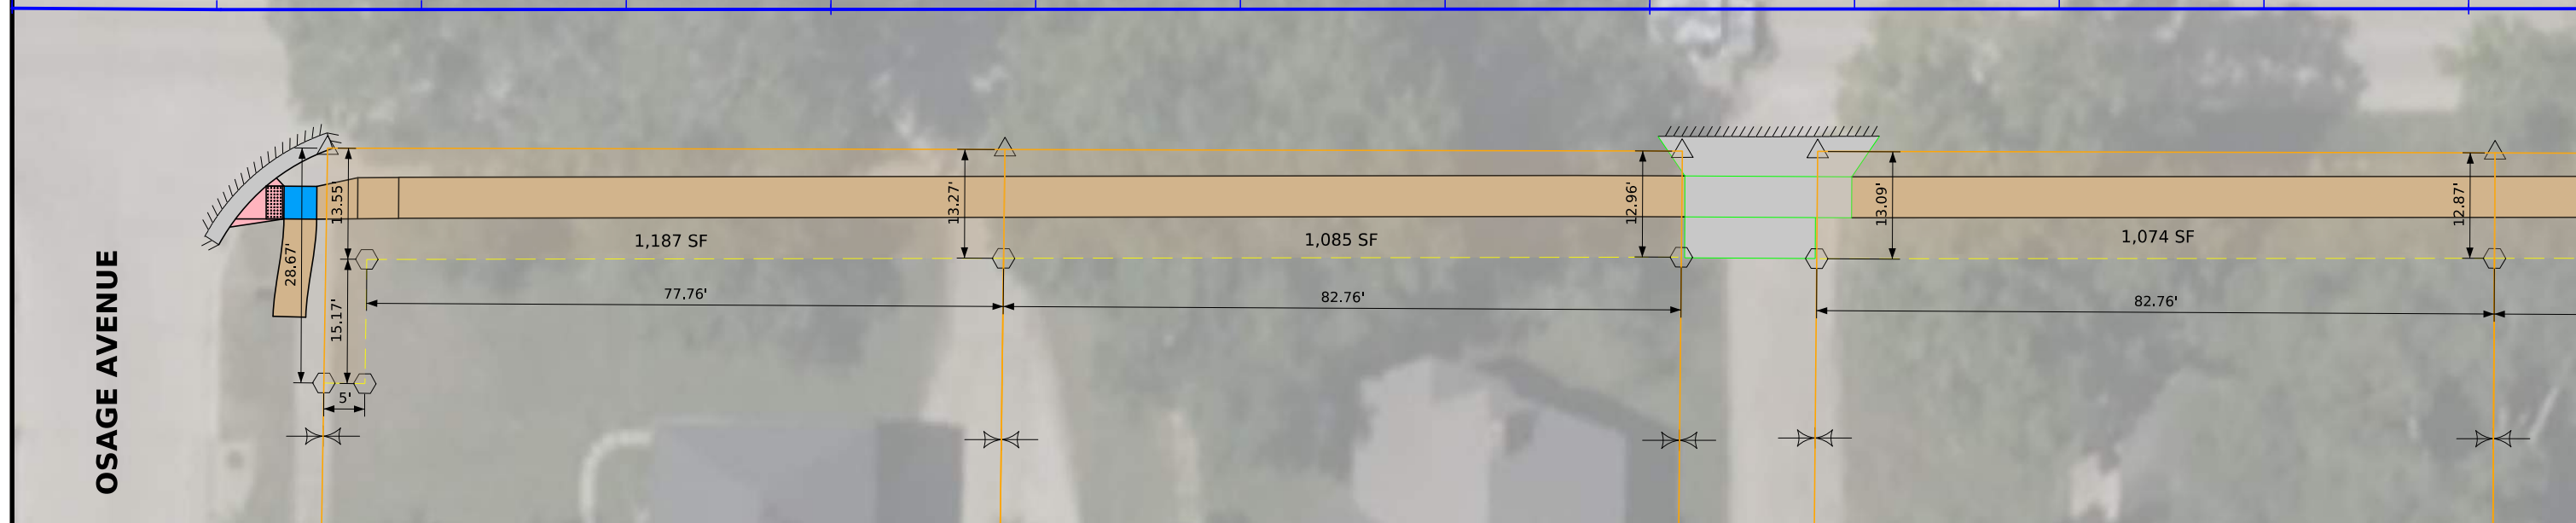 OSAGE AVENUE
28.67'
13.55'
15.17'
5'
1,187 SF
77.76'
13.27'
1,085 SF
82.76'
12.96'
13.09'
1,074 SF
82.76'
12.87'